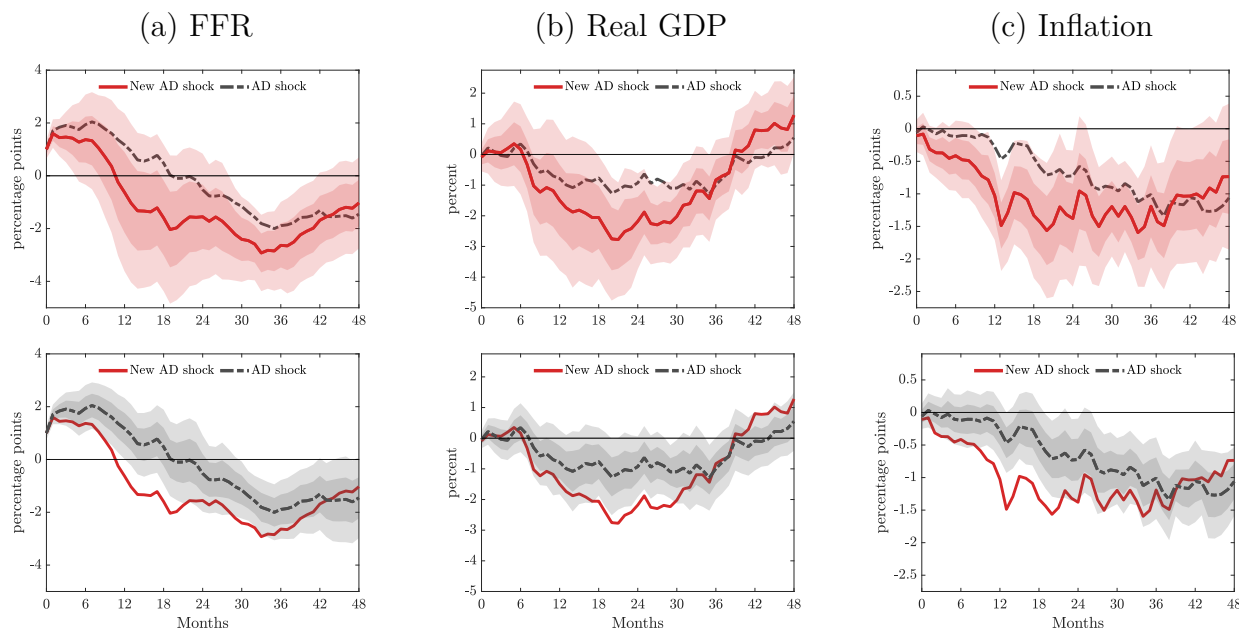 (a) FFR
(b) Real GDP
(c) Inflation
New AD shock AD shock
percentage points
4
2
0
-2
-4
0 6 12 18 24 30 36 42 48
New AD shock AD shock
percent
2
1
0
-1
-2
-3
-4
-5
0 6 12 18 24 30 36 42 48
New AD shock AD shock
percentage points
0.5
0
-0.5
-1
-1.5
-2
-2.5
0 6 12 18 24 30 36 42 48
New AD shock AD shock
percentage points
4
2
0
-2
-4
0 6 12 18 24 30 36 42 48
Months
New AD shock AD shock
percent
2
1
0
-1
-2
-3
-4
-5
0 6 12 18 24 30 36 42 48
Months
New AD shock AD shock
percentage points
0.5
0
-0.5
-1
-1.5
-2
-2.5
0 6 12 18 24 30 36 42 48
Months